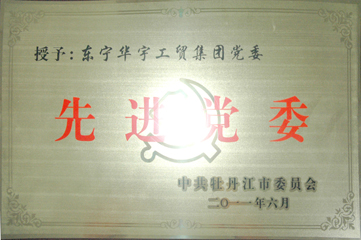 授予：东宁华宇工贸集团党委
先进党委
中共牡丹江市委员会
二〇一一年六月